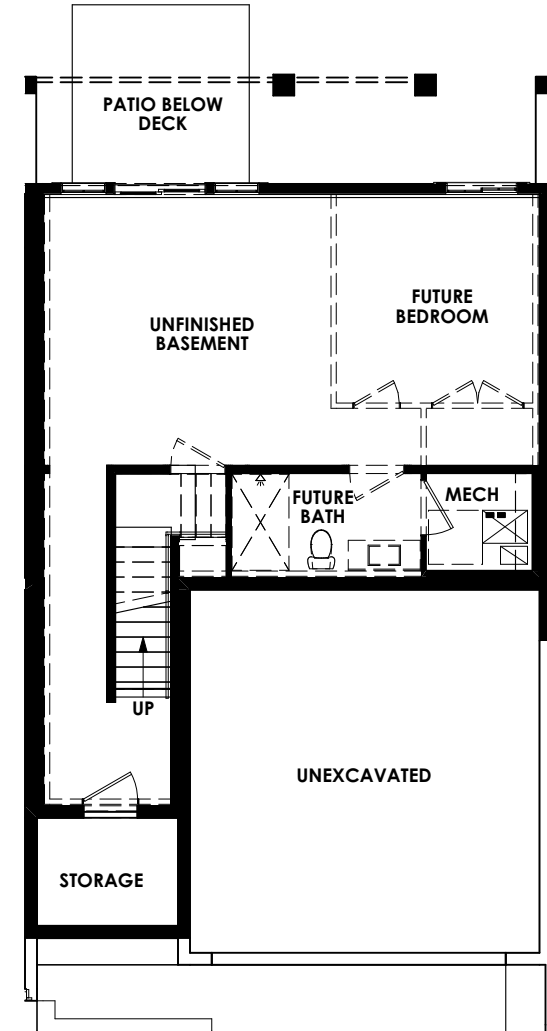 PATIO BELOW
DECK
FUTURE
BEDROOM
UNFINISHED
BASEMENT
FUTURE
BATH
MECH
UP
UNEXCAVATED
STORAGE